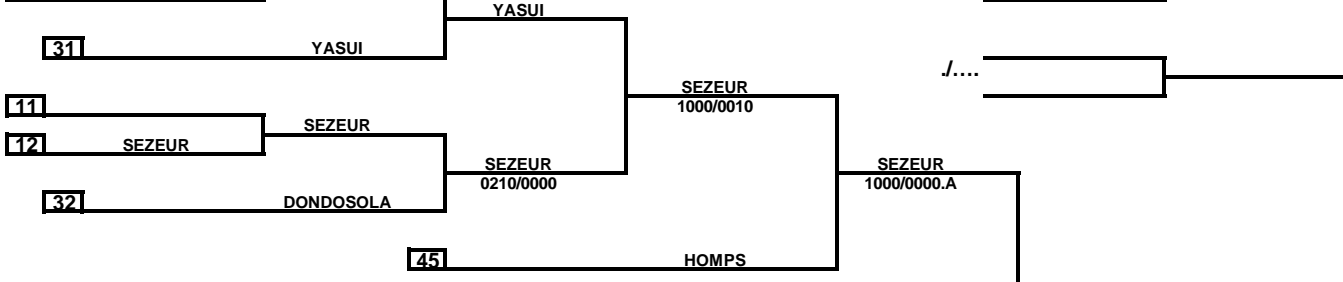 YASUI
31 YASUI
./....
SEZEUR
1000/0010
11
SEZEUR
12 SEZEUR
SEZEUR
0210/0000
SEZEUR
1000/0000.A
32 DONDOSOLA
45 HOMPS